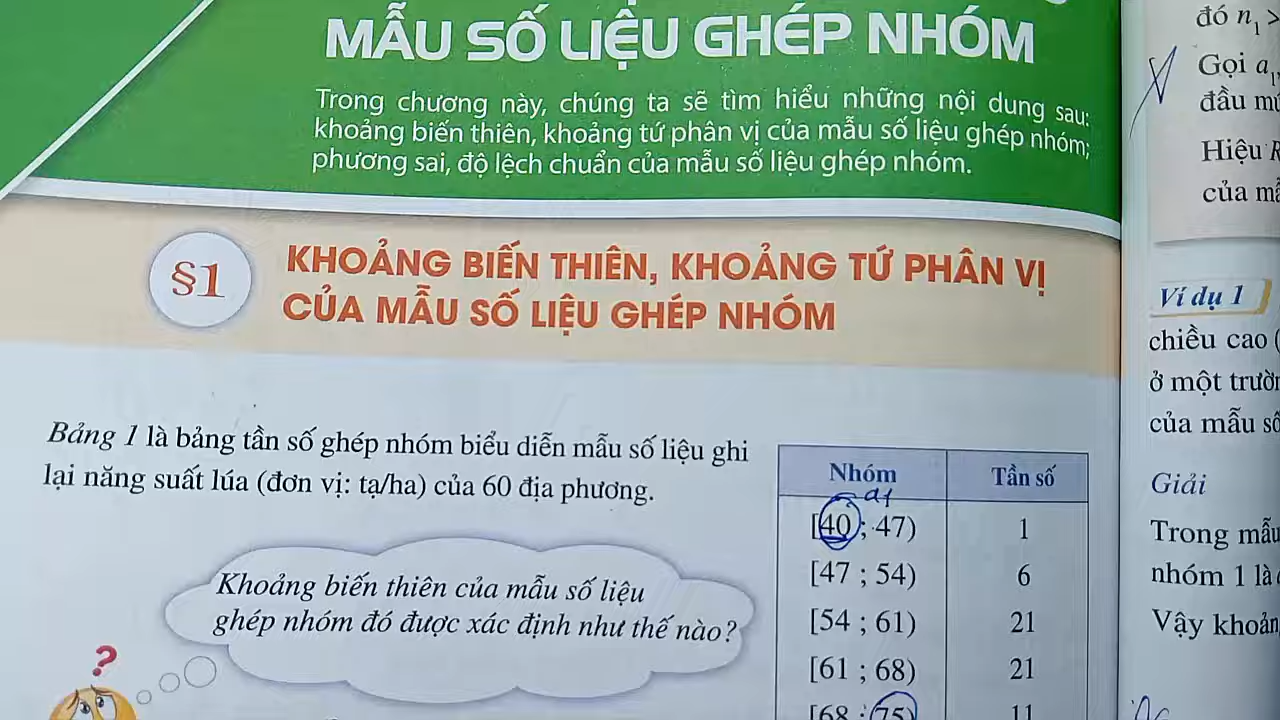 MẪU SỐ LIỆU GHÉP NHÓM
Trong chương này, chúng ta sẽ tìm hiểu những nội dung sau:
khoảng biến thiên, khoảng tứ phân vị của mẫu số liệu ghép nhóm;
phương sai, độ lệch chuẩn của mẫu số liệu ghép nhóm.
§1
KHOẢNG BIẾN THIÊN, KHOẢNG TỨ PHÂN VỊ
CỦA MẪU SỐ LIỆU GHÉP NHÓM
Bảng 1 là bảng tần số ghép nhóm biểu diễn mẫu số liệu ghi
lại năng suất lúa (đơn vị: tạ/ha) của 60 địa phương.
Khoảng biến thiên của mẫu số liệu
ghép nhóm đó được xác định như thế nào?
?
Nhóm Tần số
a1
[40 ; 47) 1
[47 ; 54) 6
[54 ; 61) 21
[61 ; 68) 21
[68 ; 75) 11
đó n1 >
Gọi a1
đầu
Hiệu R
của
Ví dụ 1
chiều cao (
ở một trườn
của mẫu số
Giải
Trong mẫu
nhóm 1 là
Vậy khoản